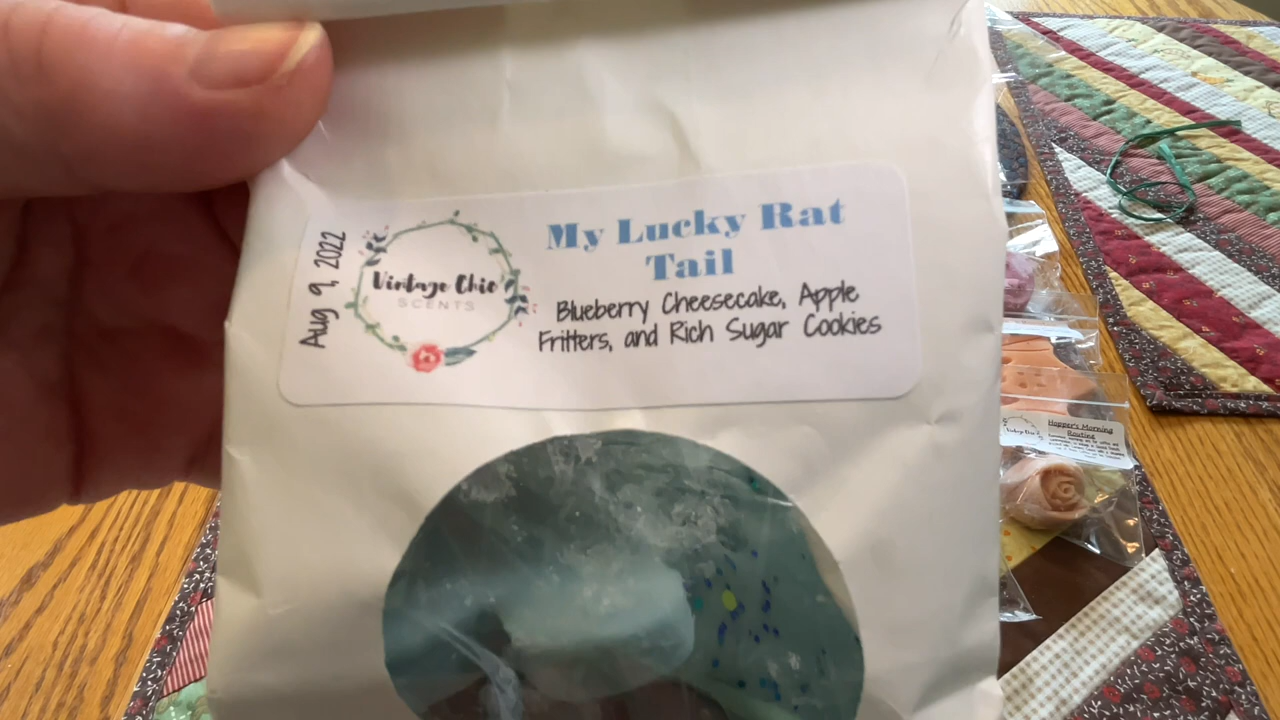 Aug 9, 2022
Vintage Chic
SCENTS
My Lucky Rat
Tail
Blueberry Cheesecake, Apple
Fritters, and Rich Sugar Cookies
Hopper's Morning
Routine